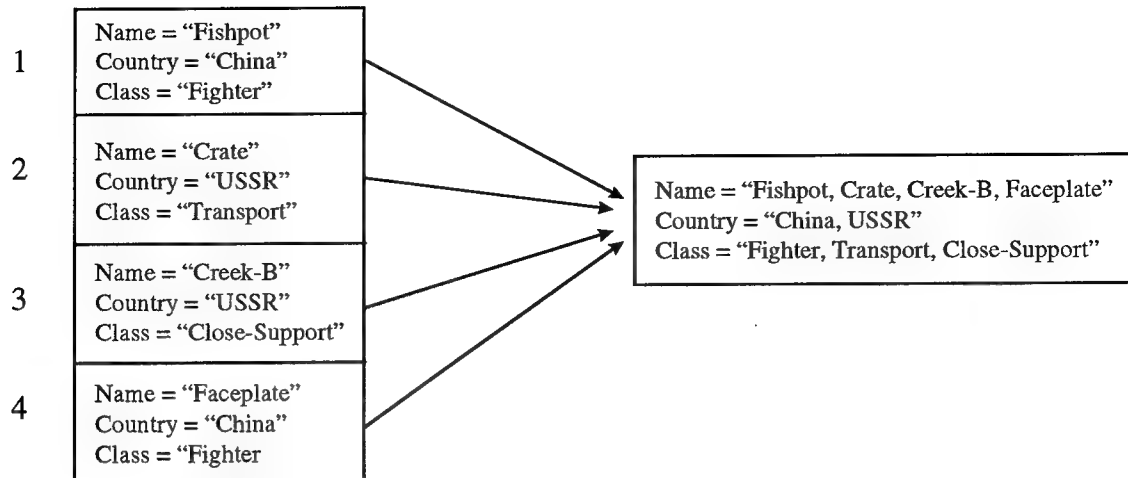 1
Name = “Fishpot”
Country = “China”
Class = “Fighter”
2
Name = “Crate”
Country = “USSR”
Class = “Transport”
3
Name = “Creek-B”
Country = “USSR”
Class = “Close-Support”
4
Name = “Faceplate”
Country = “China”
Class = “Fighter
Name = “Fishpot, Crate, Creek-B, Faceplate”
Country = “China, USSR”
Class = “Fighter, Transport, Close-Support”